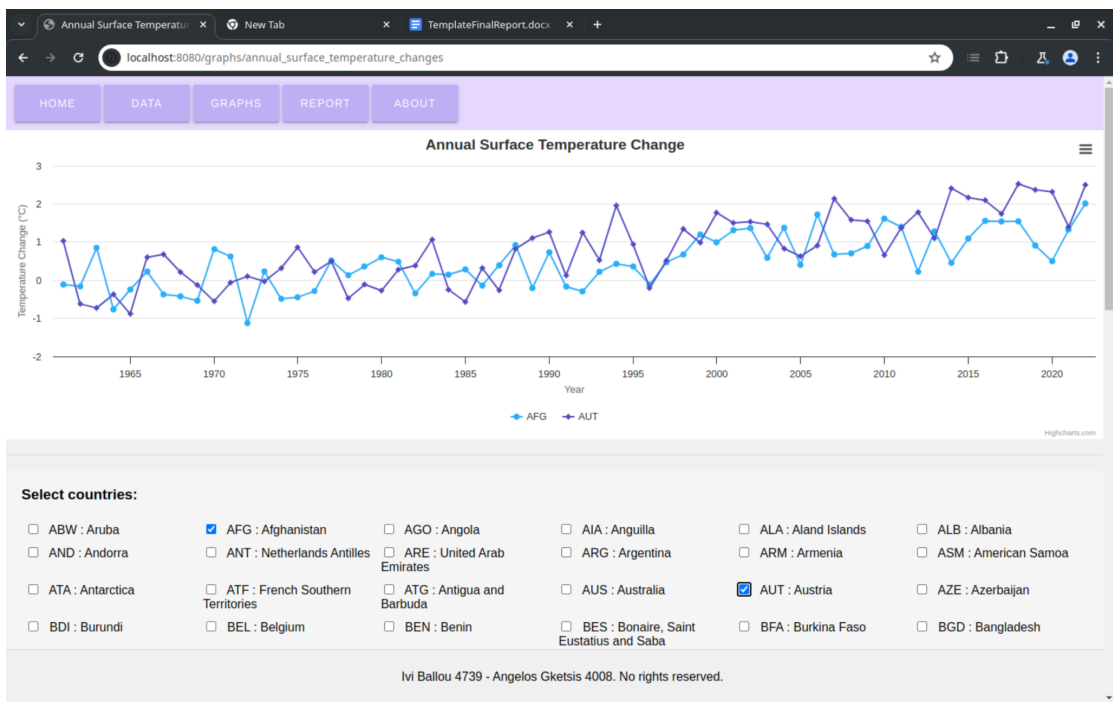 Annual Surface Temperatur
New Tab
TemplateFinalReport.docx
localhost:8080/graphs/annual_surface_temperature_changes
HOME DATA GRAPHS REPORT ABOUT
Annual Surface Temperature Change
Temperature Change (°C)
3
2
1
0
-1
-2
1965 1970 1975 1980 1985 1990 1995 2000 2005 2010 2015 2020
Year
AFG AUT
Highcharts.com
Select countries:
ABW : Aruba AFG : Afghanistan AGO : Angola AIA : Anguilla ALA : Aland Islands ALB : Albania
AND : Andorra ANT : Netherlands Antilles ARE : United Arab ARG : Argentina ARM : Armenia ASM : American Samoa
Emirates
ATA : Antarctica ATF : French Southern ATG : Antigua and AUS : Australia AUT : Austria AZE : Azerbaijan
Territories Barbuda
BDI : Burundi BEL : Belgium BEN : Benin BES : Bonaire, Saint BFA : Burkina Faso BGD : Bangladesh
Eustatius and Saba
Ivi Ballou 4739 - Angelos Gketsis 4008. No rights reserved.